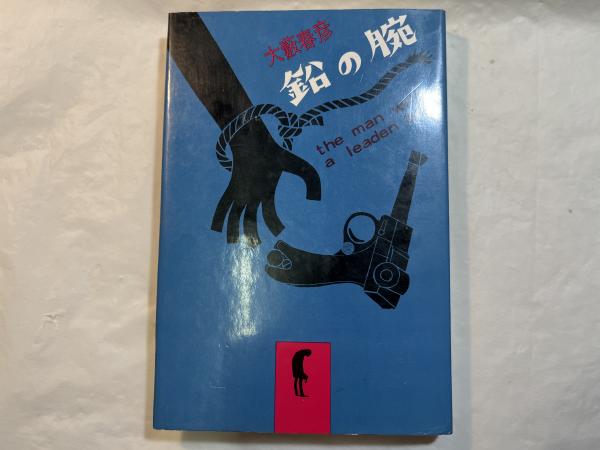 大藪春彦
鉛の腕
the man
a leaden